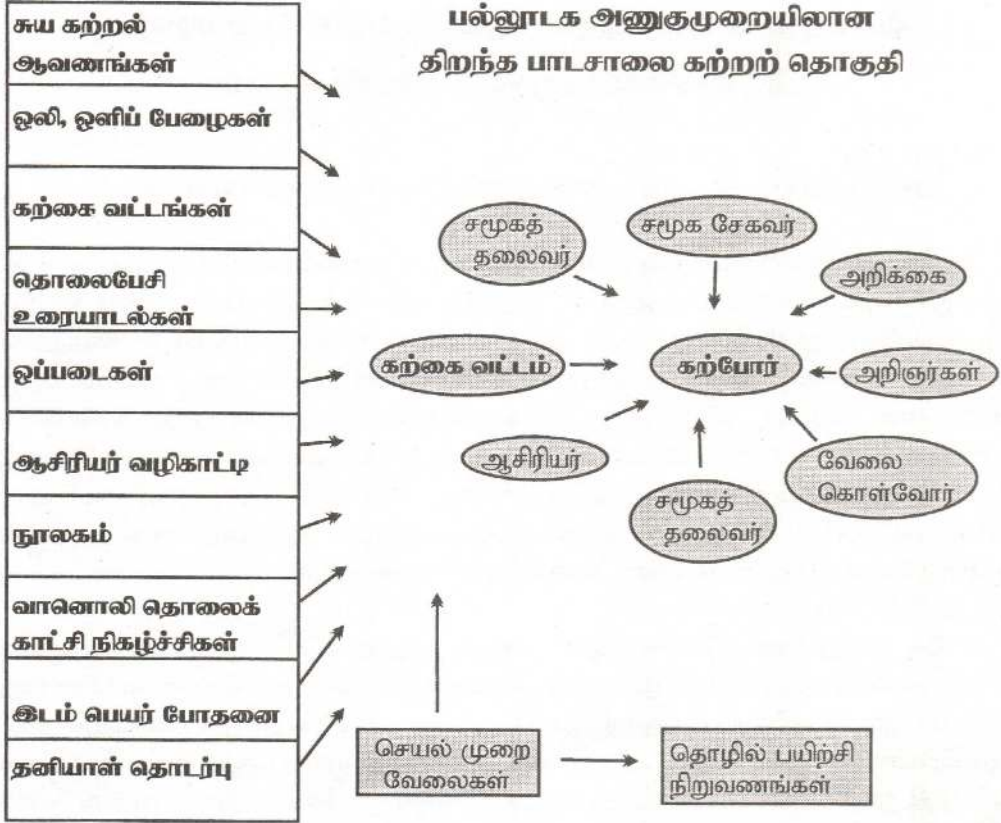 பல்லூடக அணுகுமுறையிலான
திறந்த பாடசாலை கற்றற் தொகுதி
சுய கற்றல்
ஆவணங்கள்
ஒலி, ஒளிப் பேழைகள்
கற்கை வட்டங்கள்
தொலைபேசி
உரையாடல்கள்
ஒப்படைகள்
ஆசிரியர் வழிகாட்டி
நூலகம்
வானொலி தொலைக்
காட்சி நிகழ்ச்சிகள்
இடம் பெயர் போதனை
தனியாள் தொடர்பு
சமூகத்
தலைவர்
சமூக சேகவர்
அறிக்கை
கற்கை வட்டம்
கற்போர்
அறிஞர்கள்
ஆசிரியர்
சமூகத்
தலைவர்
வேலை
கொள்வோர்
செயல் முறை
வேலைகள்
தொழில் பயிற்சி
நிறுவணங்கள்